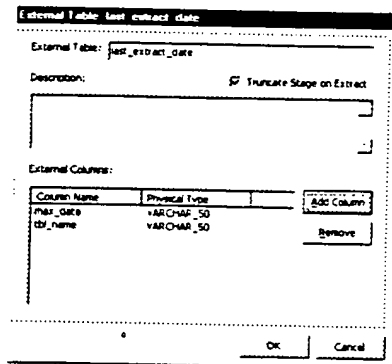 External Table last_extract_date
External Table: last_extract_date
Description:
Truncate Stage on Extract
External Columns:
Column Name Physical Type
max_date VARCHAR_50
tbl_name VARCHAR_50
Add Column
Remove
OK Cancel